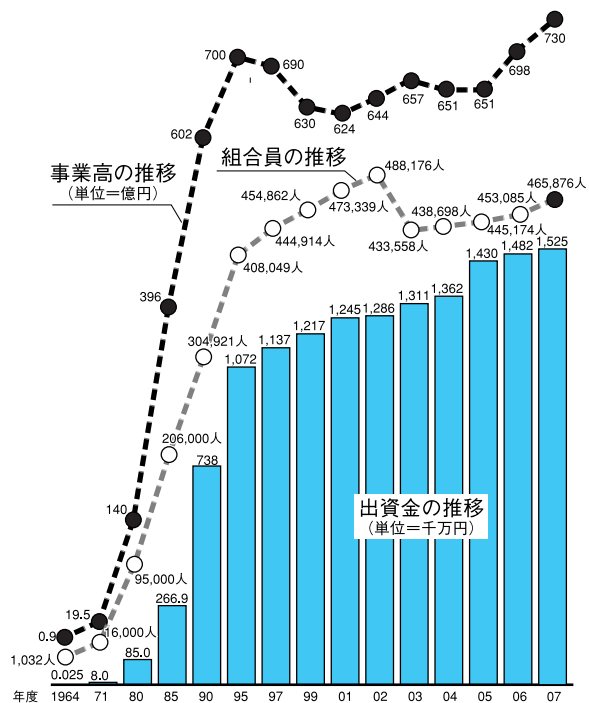 730
700
690
698
630
624
644
657
651
651
602
事業高の推移
(単位＝億円)
組合員の推移
488,176人
454,862人
473,339人
465,876人
453,085人
438,698人
445,174人
433,558人
444,914人
408,049人
396
304,921人
206,000人
140
95,000人
19.5
16,000人
0.9
1,032人
1,525
1,482
1,430
1,362
1,311
1,286
1,245
1,217
1,137
1,072
738
出資金の推移
(単位＝千万円)
266.9
85.0
8.0
0.025
年度 1964 71 80 85 90 95 97 99 01 02 03 04 05 06 07